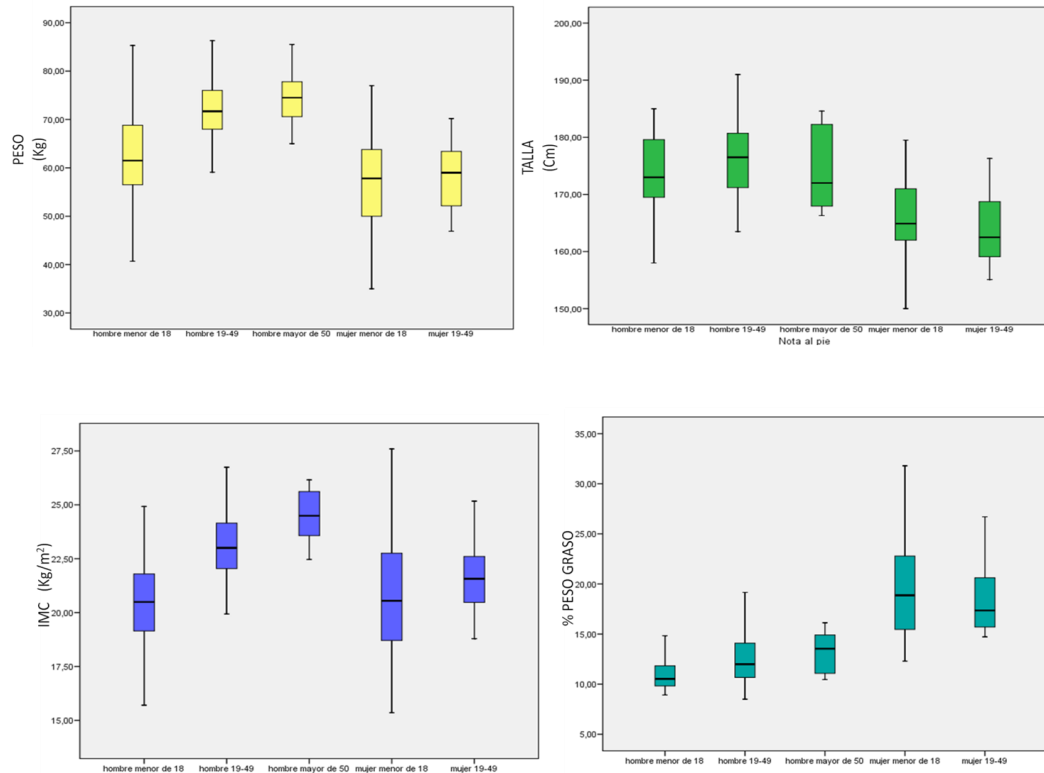 PESO
(Kg)
90,00
80,00
70,00
60,00
50,00
40,00
30,00
hombre menor de 18 hombre 19-49 hombre mayor de 50 mujer menor de 18 mujer 19-49
TALLA
(Cm)
200,00
190,00
180,00
170,00
160,00
150,00
hombre menor de 18 hombre 19-49 hombre mayor de 50 mujer menor de 18 mujer 19-49
Nota al pie
IMC (Kg/m²)
27,50
25,00
22,50
20,00
17,50
15,00
hombre menor de 18 hombre 19-49 hombre mayor de 50 mujer menor de 18 mujer 19-49
% PESO GRASO
35,00
30,00
25,00
20,00
15,00
10,00
5,00
hombre menor de 18 hombre 19-49 hombre mayor de 50 mujer menor de 18 mujer 19-49